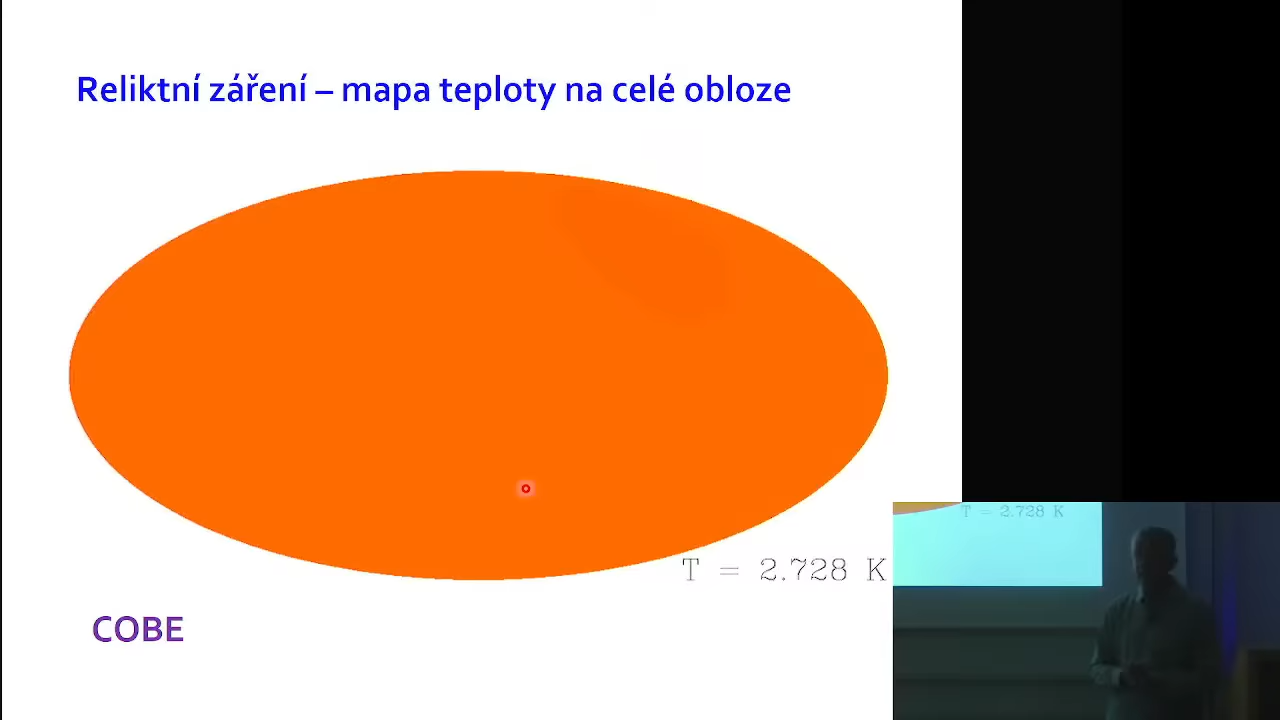 Reliktní záření – mapa teploty na celé obloze
T = 2.728 K
COBE
T = 2.728 K